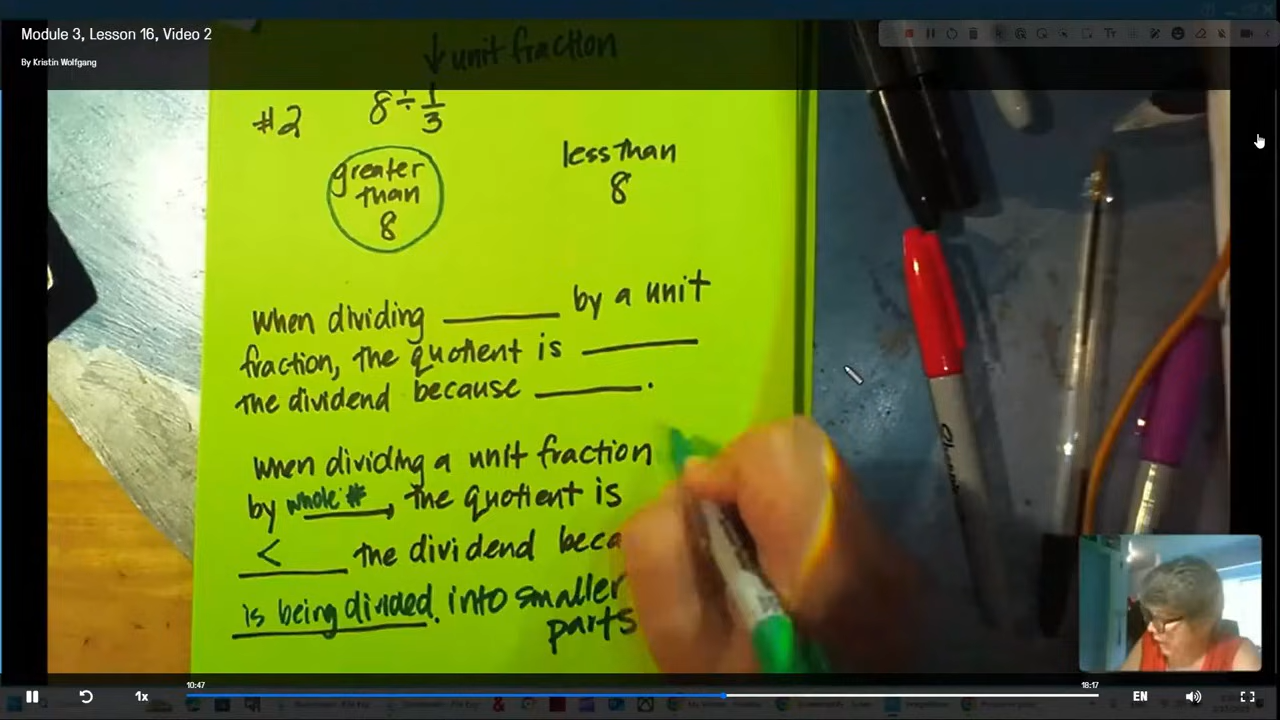 Module 3, Lesson 16, Video 2
By Kristin Wolfgang
↓ unit fraction
#2 8 ÷ 1/3
greater than 8
less than 8
When dividing ______ by a unit
fraction, the quotient is ______
the dividend because ______.
When dividing a unit fraction
by whole #, the quotient is
< the dividend beca
is being divided. into smaller
parts
10:47
18:17
1x
EN